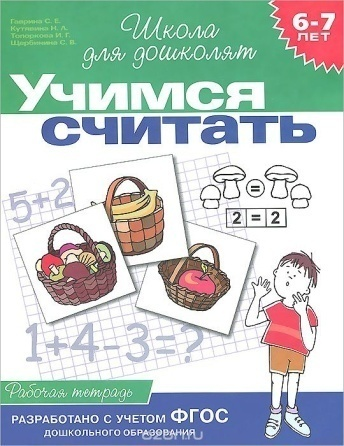 Гаврина С. Е.
Кутявина Н. Л.
Топоркова И. Г.
Щербинина С. В.
Школа
для дошколят
6-7
ЛЕТ
Учимся
считать
5+2
=
2 = 2
1+4-3=?
Рабочая тетрадь
РАЗРАБОТАНО С УЧЕТОМ ФГОС
ДОШКОЛЬНОГО ОБРАЗОВАНИЯ